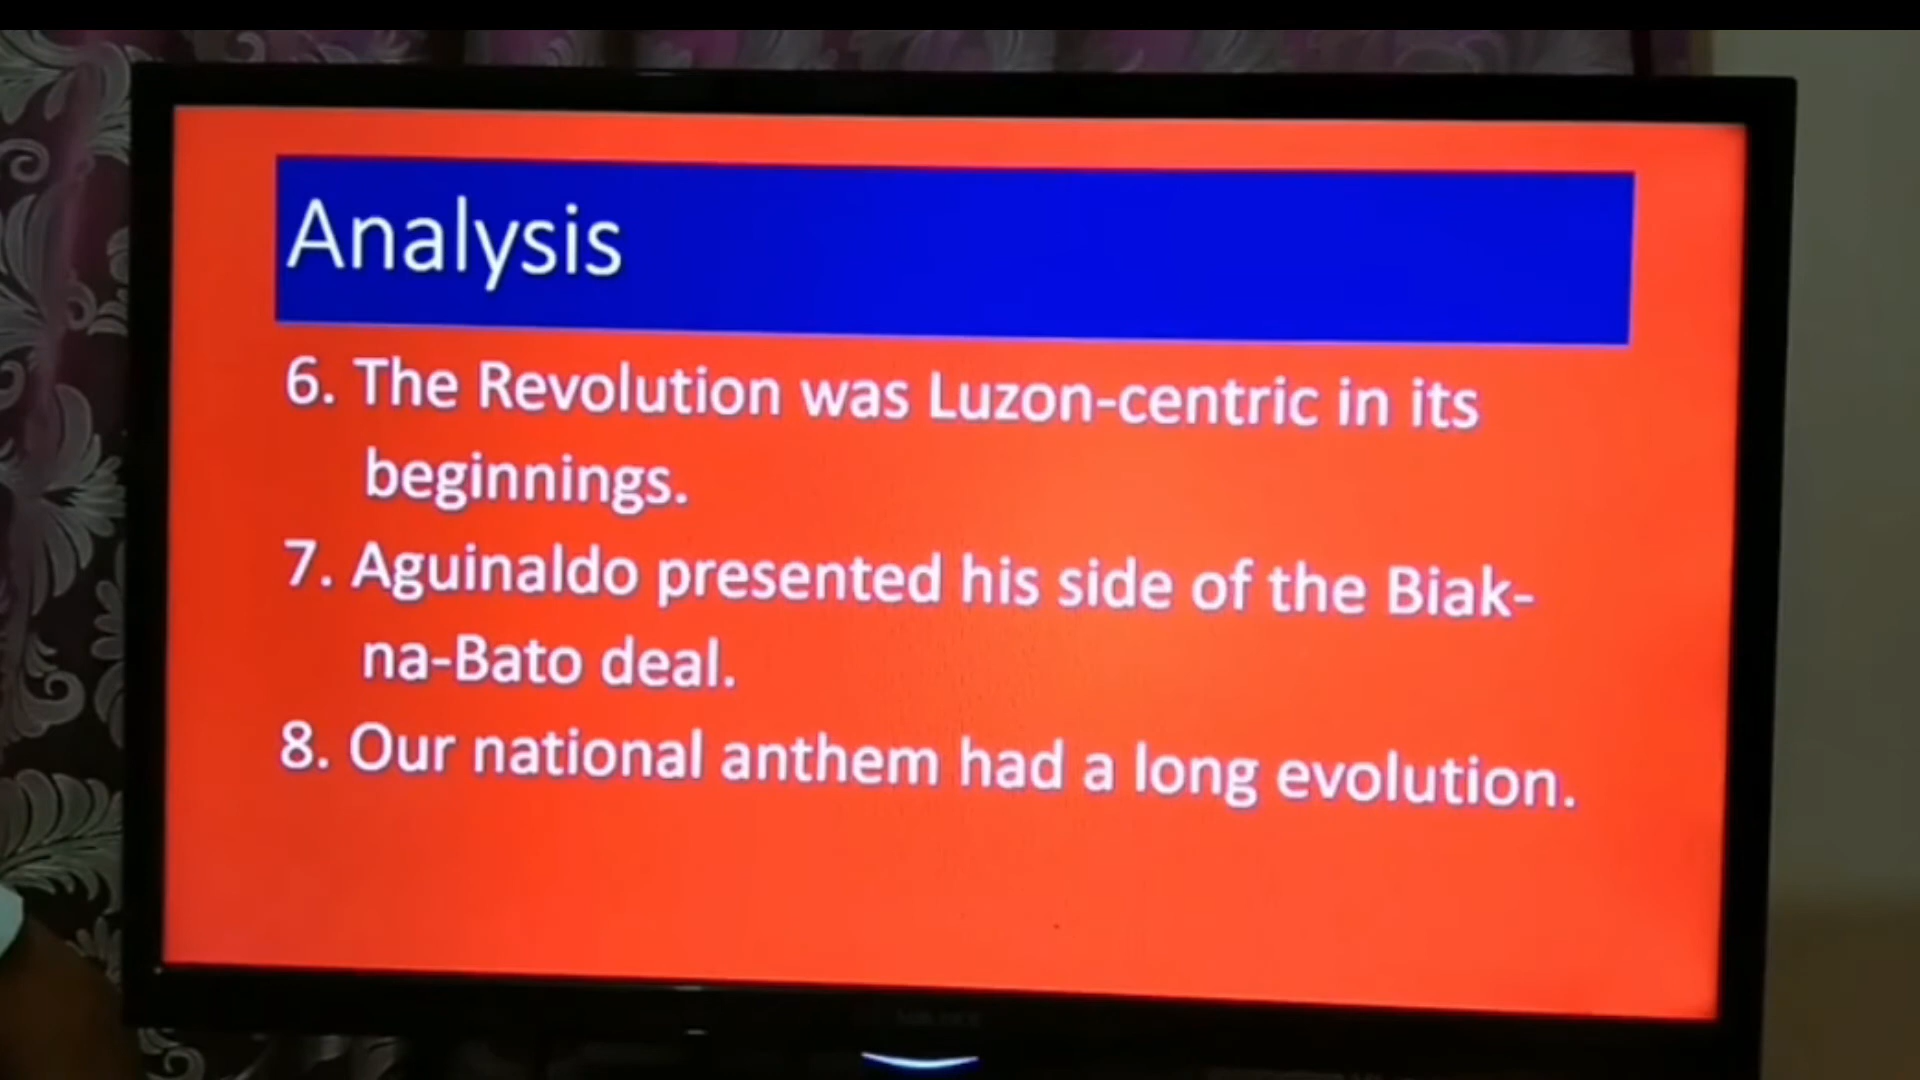 Analysis
6. The Revolution was Luzon-centric in its
beginnings.
7. Aguinaldo presented his side of the Biak-
na-Bato deal.
8. Our national anthem had a long evolution.